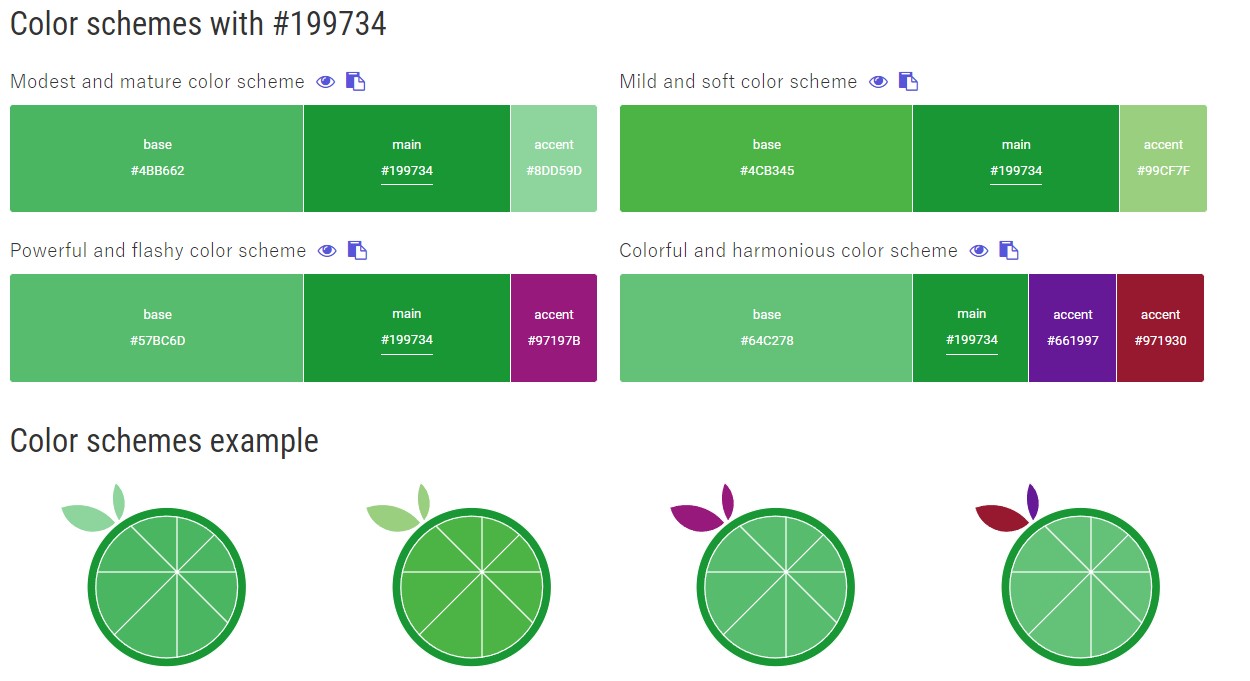 Color schemes with #199734
Modest and mature color scheme
base
#4BB662
main
#199734
accent
#8DD59D
Mild and soft color scheme
base
#4CB345
main
#199734
accent
#99CF7F
Powerful and flashy color scheme
base
#57BC6D
main
#199734
accent
#97197B
Colorful and harmonious color scheme
base
#64C278
main
#199734
accent
#661997
accent
#971930
Color schemes example